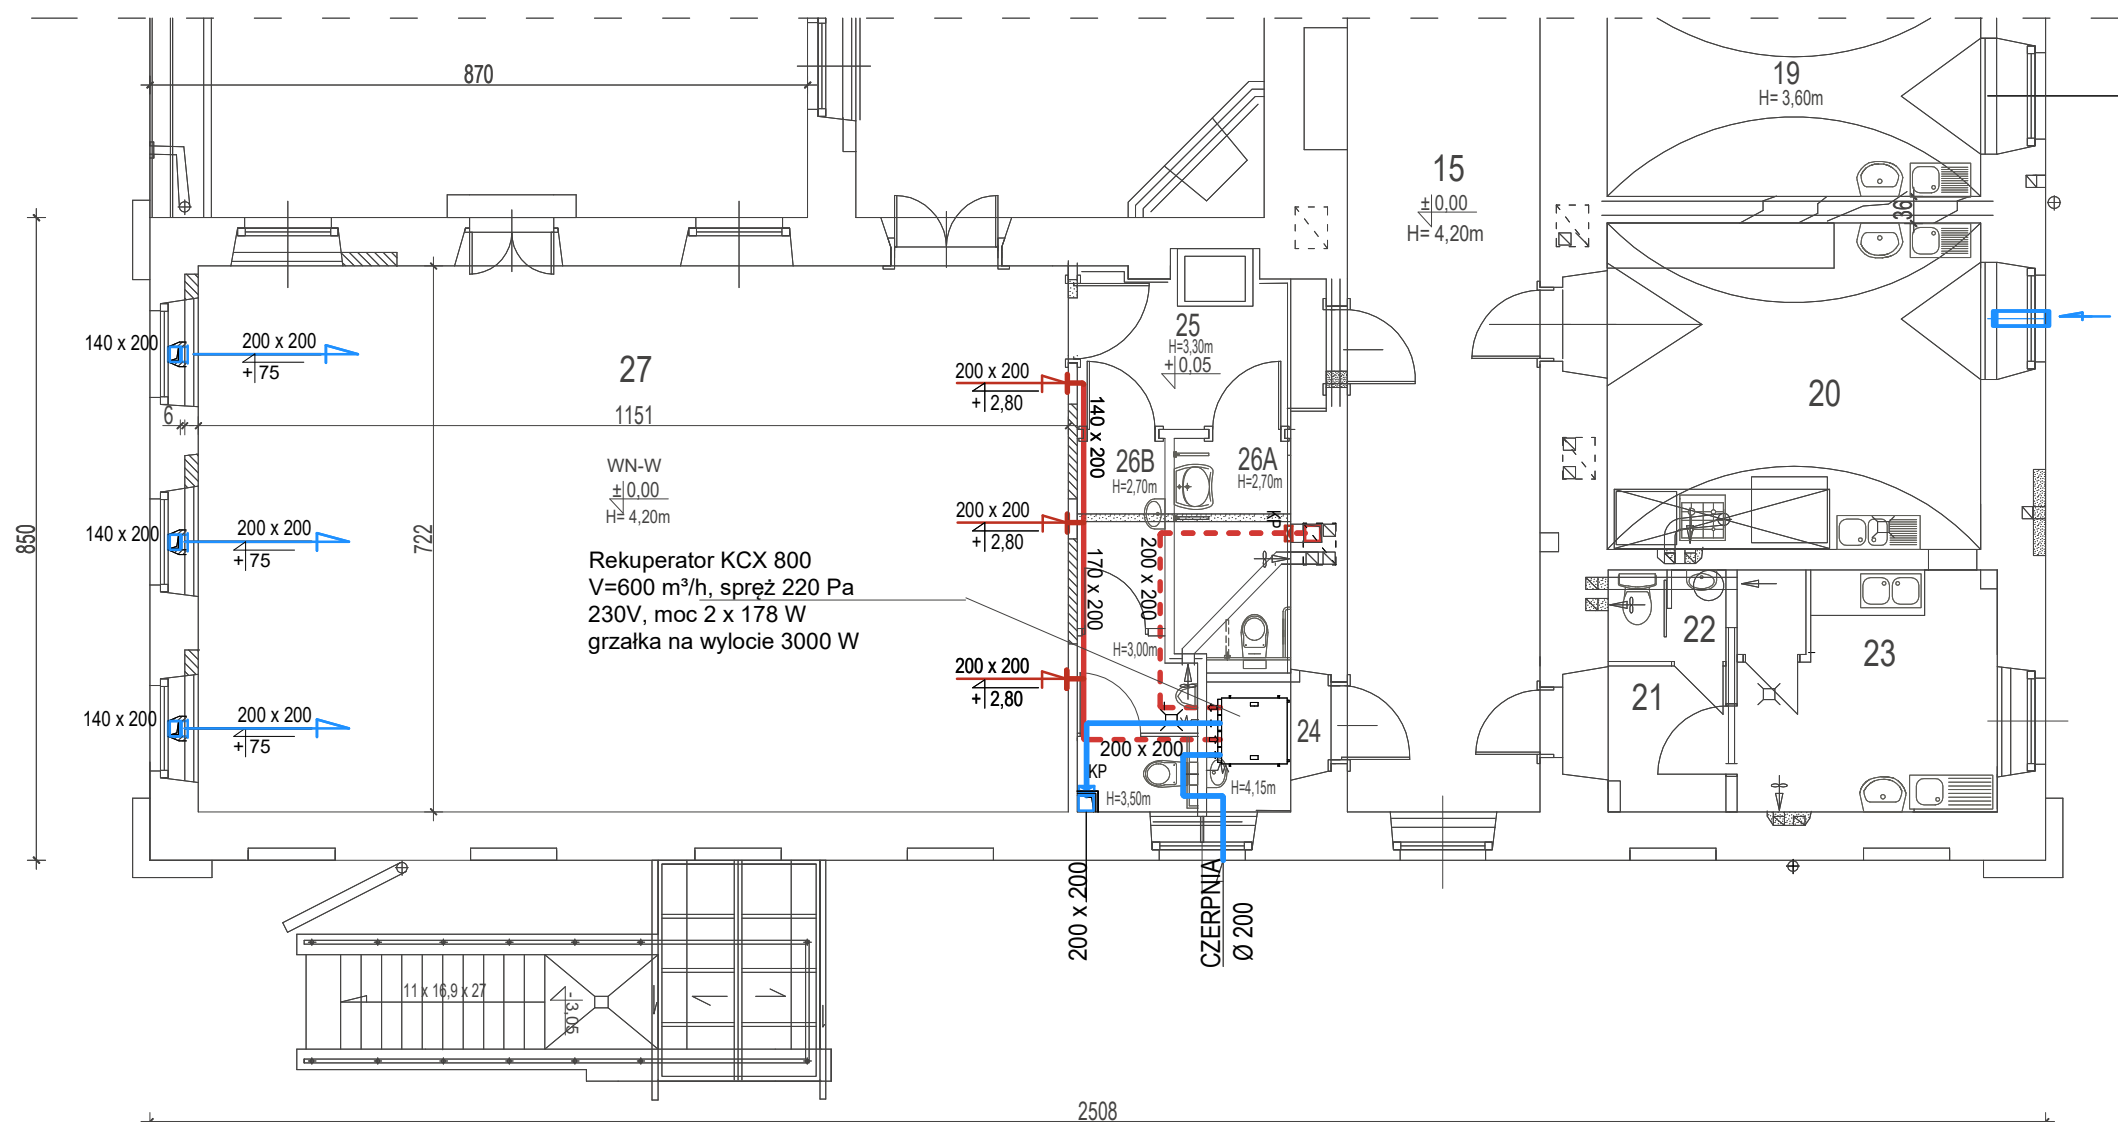 870
19
H= 3,60m
15
±0,00
H= 4,20m
36
140 x 200
200 x 200
+ 75
27
25
H=3,30m
+0,05
200 x 200
+ 2,80
20
6
1151
140 x 200
26B
H=2,70m
26A
H=2,70m
WN-W
±0,00
H= 4,20m
850
722
140 x 200
200 x 200
+ 75
200 x 200
+ 2,80
KP
Rekuperator KCX 800
V=600 m³/h, spręż 220 Pa
230V, moc 2 x 178 W
grzałka na wylocie 3000 W
170 x 200
200 x 200
H=3,00m
22
23
21
24
200 x 200
+ 2,80
140 x 200
200 x 200
+ 75
200 x 200
KP
H=3,50m
H=4,15m
200 x 200
CZERPNIA
Ø 200
11 x 16,9 x 27
- 3,05
2508